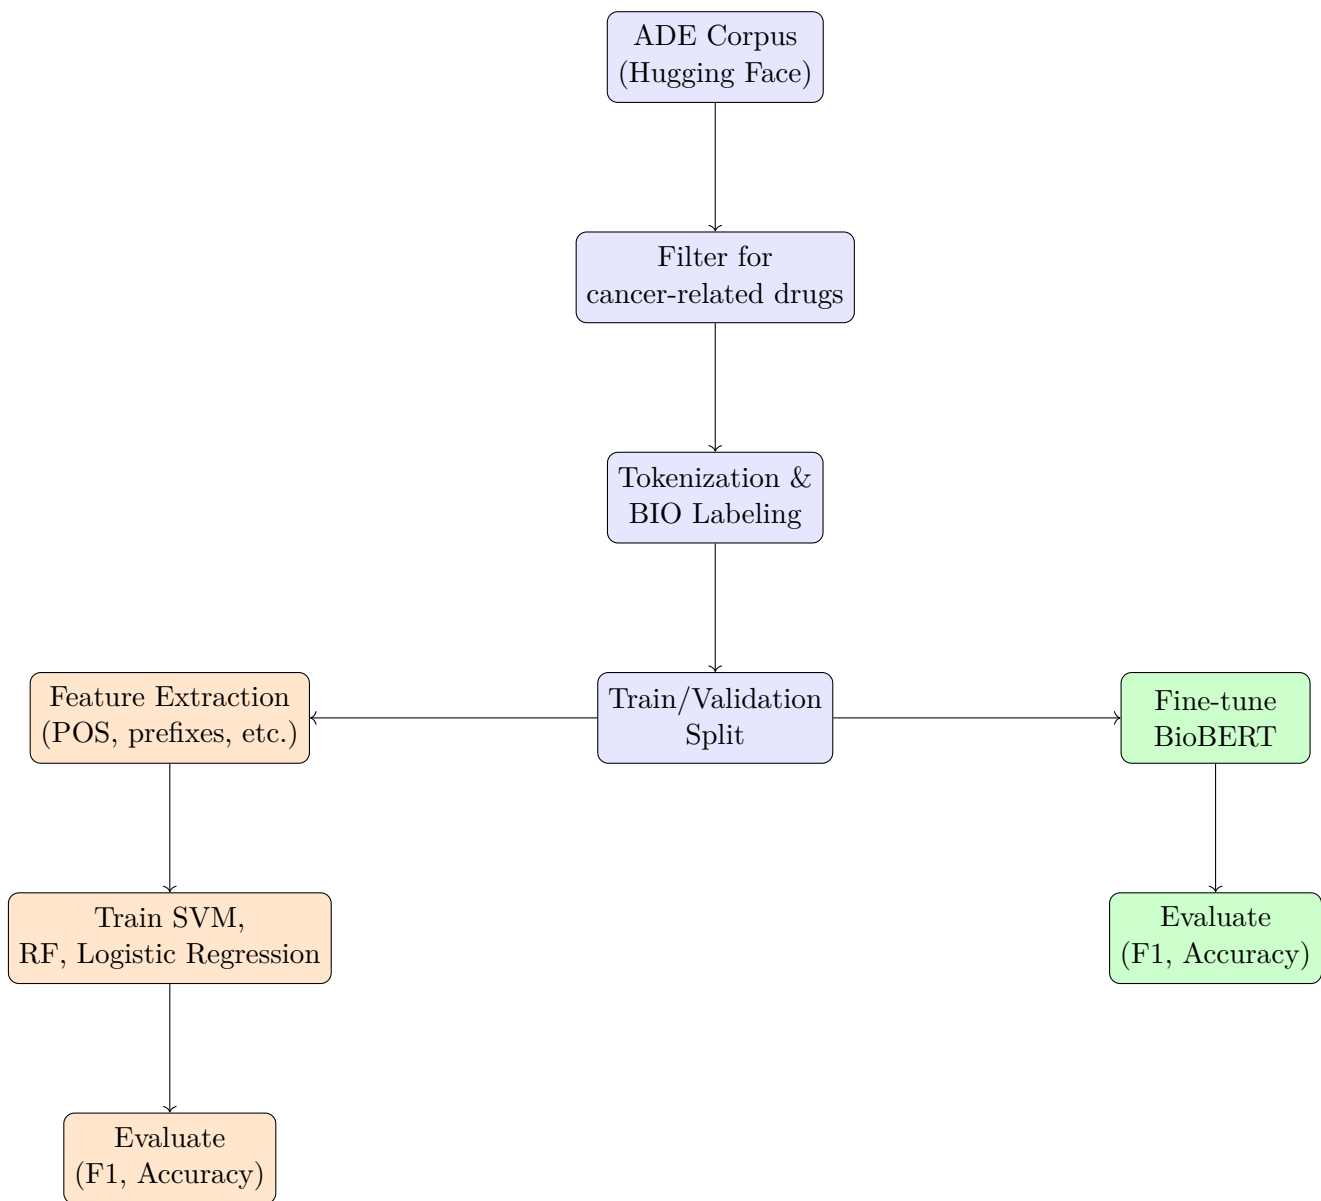 ADE Corpus
(Hugging Face)
Filter for
cancer-related drugs
Tokenization &
BIO Labeling
Feature Extraction
(POS, prefixes, etc.)
Train/Validation
Split
Fine-tune
BioBERT
Train SVM,
RF, Logistic Regression
Evaluate
(F1, Accuracy)
Evaluate
(F1, Accuracy)